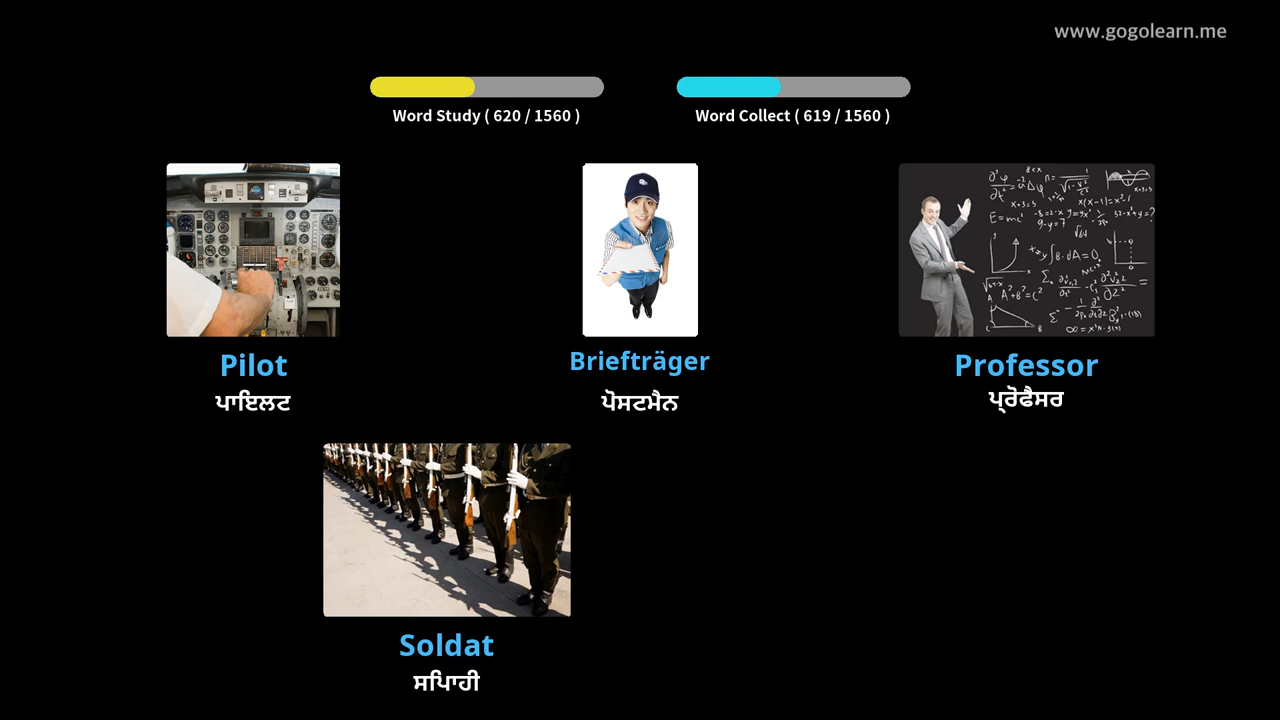 www.gogolearn.me
Word Study ( 620 / 1560 )
Word Collect ( 619 / 1560 )
Pilot
ਪਾਇਲਟ
Briefträger
ਪੋਸਟਮੈਨ
Professor
ਪ੍ਰੋਫੈਸਰ
Soldat
ਸਿਪਾਹੀ